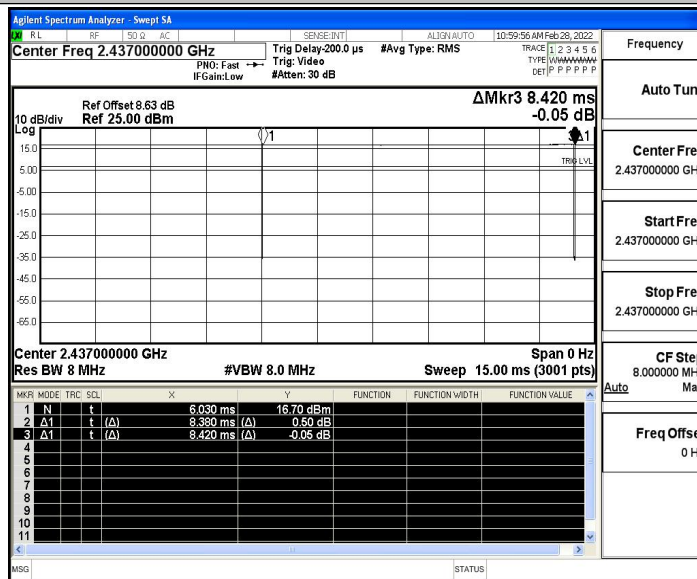 Agilent Spectrum Analyzer - Swept SA
RL RF 50 Ω AC SENSE:INT ALIGN AUTO 10:59:56 AM Feb 28, 2022
Center Freq 2.437000000 GHz
PNO: Fast
IFGain:Low
Trig Delay-200.0 µs
Trig: Video
#Atten: 30 dB
#Avg Type: RMS
TRACE 1 2 3 4 5 6
TYPE
DET P P P P P P
Ref Offset 8.63 dB
10 dB/div Ref 25.00 dBm
Log
ΔMkr3 8.420 ms
-0.05 dB
1
3Δ1
15.0
TRIG LVL
5.00
-5.00
-15.0
-25.0
-35.0
-45.0
-55.0
-65.0
Center 2.437000000 GHz Span 0 Hz
Res BW 8 MHz #VBW 8.0 MHz Sweep 15.00 ms (3001 pts)
MKR MODE TRC SCL X Y FUNCTION FUNCTION WIDTH FUNCTION VALUE
1 N t 6.030 ms 16.70 dBm
2 Δ1 t (Δ) 8.380 ms (Δ) 0.50 dB
3 Δ1 t (Δ) 8.420 ms (Δ) -0.05 dB
4
5
6
7
8
9
10
11
MSG STATUS
Frequency
Auto Tun
Center Fre
2.437000000 GH
Start Fre
2.437000000 GH
Stop Fre
2.437000000 GH
CF Ste
8.000000 MH
Auto Ma
Freq Offse
0 H